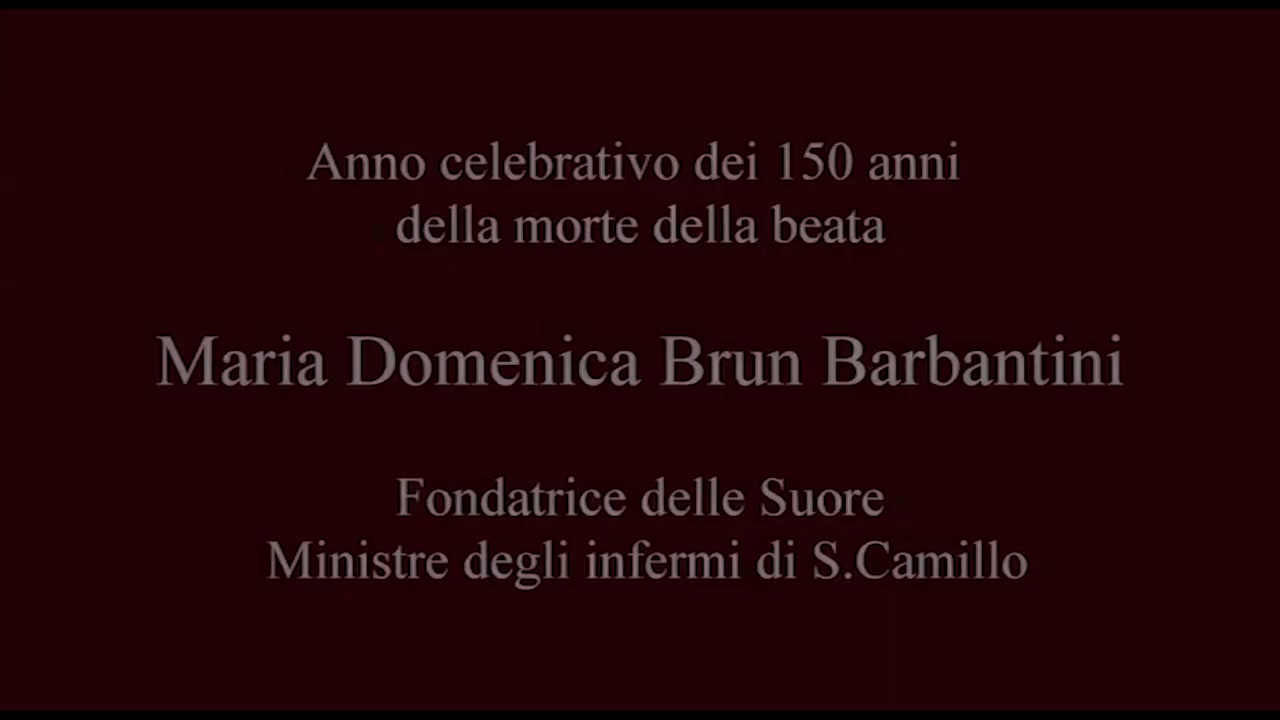 Anno celebrativo dei 150 anni
della morte della beata
Maria Domenica Brun Barbantini
Fondatrice delle Suore
Ministre degli infermi di S.Camillo